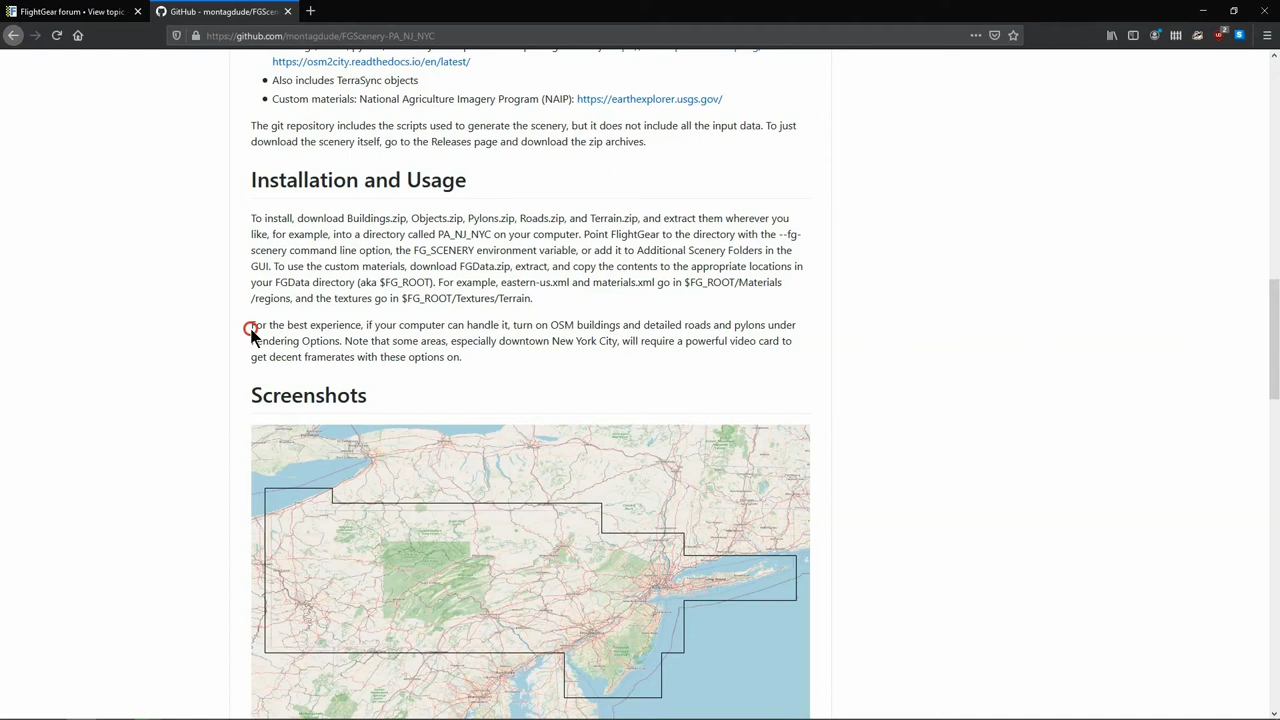 FlightGear forum • View topic
GitHub - montagdude/FGScen
https://github.com/montagdude/FGScenery-PA_NJ_NYC
https://osm2city.readthedocs.io/en/latest/
Also includes TerraSync objects
Custom materials: National Agriculture Imagery Program (NAIP): https://earthexplorer.usgs.gov/
The git repository includes the scripts used to generate the scenery, but it does not include all the input data. To just
download the scenery itself, go to the Releases page and download the zip archives.
Installation and Usage
To install, download Buildings.zip, Objects.zip, Pylons.zip, Roads.zip, and Terrain.zip, and extract them wherever you
like, for example, into a directory called PA_NJ_NYC on your computer. Point FlightGear to the directory with the --fg-
scenery command line option, the FG_SCENERY environment variable, or add it to Additional Scenery Folders in the
GUI. To use the custom materials, download FGData.zip, extract, and copy the contents to the appropriate locations in
your FGData directory (aka $FG_ROOT). For example, eastern-us.xml and materials.xml go in $FG_ROOT/Materials
/regions, and the textures go in $FG_ROOT/Textures/Terrain.
For the best experience, if your computer can handle it, turn on OSM buildings and detailed roads and pylons under
Rendering Options. Note that some areas, especially downtown New York City, will require a powerful video card to
get decent framerates with these options on.
Screenshots